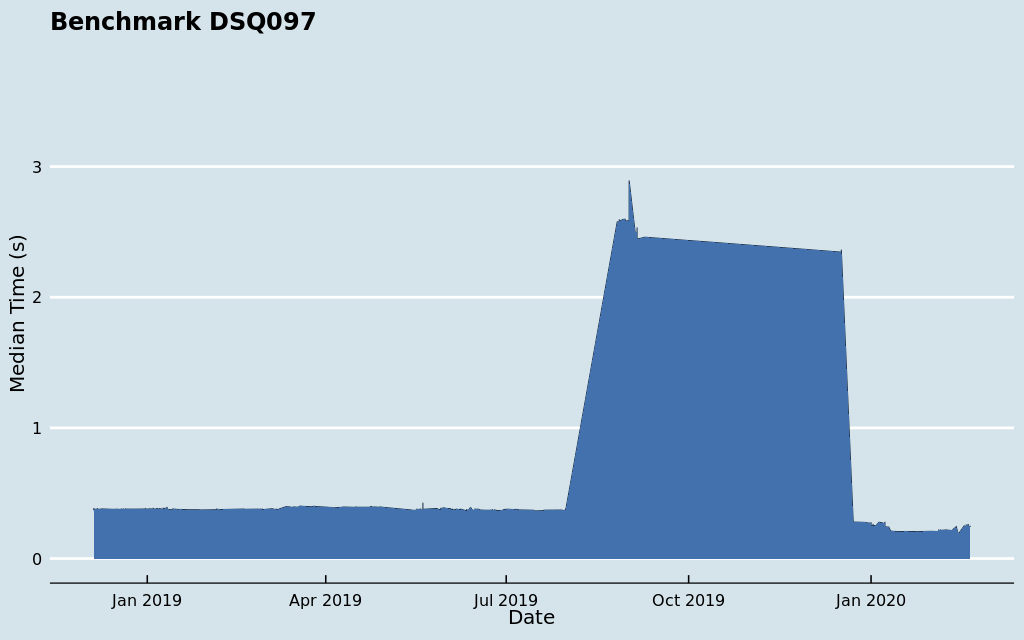 Benchmark DSQ097
Median Time (s)
3
2
1
0
Jan 2019
Apr 2019
Jul 2019
Oct 2019
Jan 2020
Date